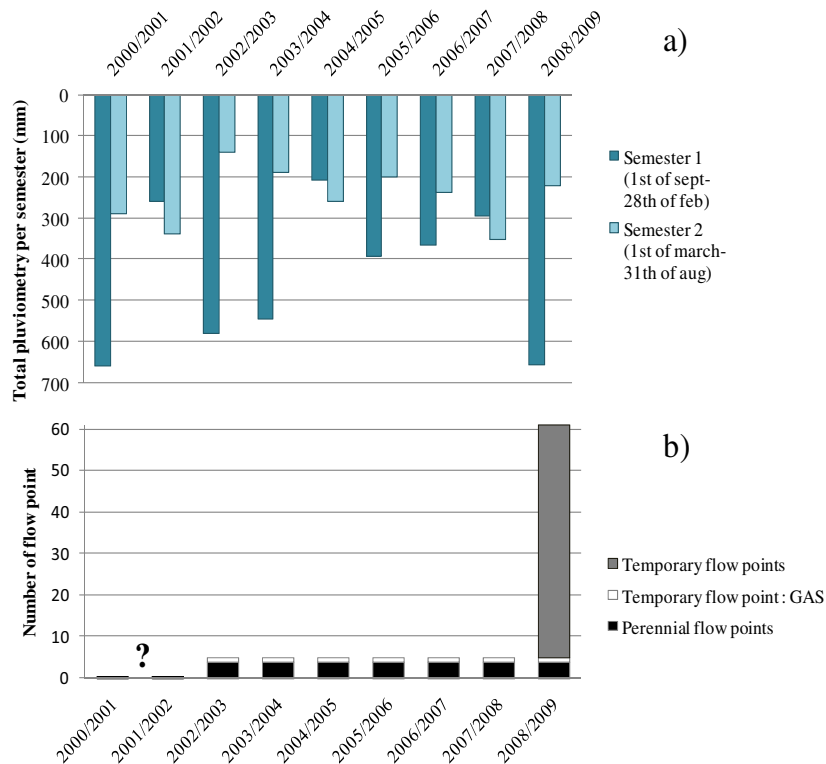 2000/2001
2001/2002
2002/2003
2003/2004
2004/2005
2005/2006
2006/2007
2007/2008
2008/2009
a)
Total pluviometry per semester (mm)
0
100
200
300
400
500
600
700
Semester 1
(1st of sept-
28th of feb)
Semester 2
(1st of march-
31th of aug)
b)
Number of flow point
60
50
40
30
20
10
0
?
Temporary flow points
Temporary flow point : GAS
Perennial flow points
2000/2001
2001/2002
2002/2003
2003/2004
2004/2005
2005/2006
2006/2007
2007/2008
2008/2009